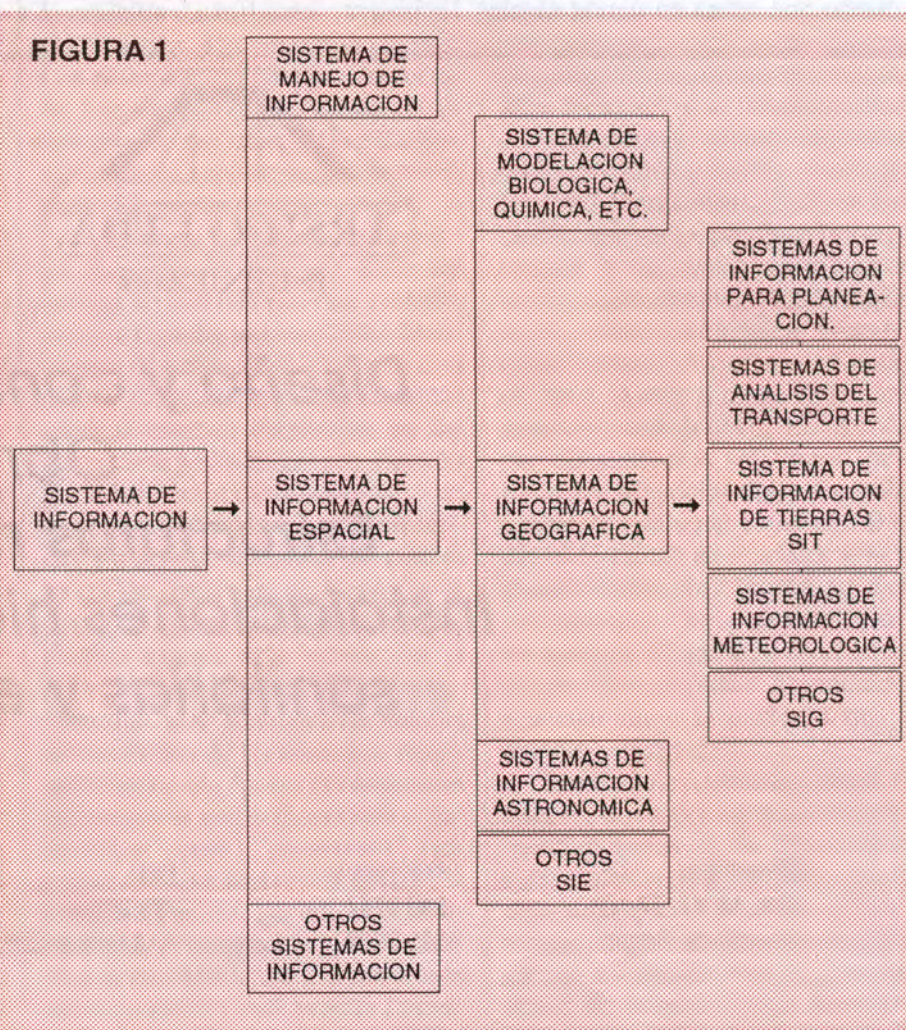 FIGURA 1
SISTEMA DE
MANEJO DE
INFORMACION
SISTEMA DE
MODELACION
BIOLOGICA,
QUIMICA, ETC.
SISTEMAS DE
INFORMACION
PARA PLANEA-
CION.
SISTEMAS DE
ANALISIS DEL
TRANSPORTE
SISTEMA DE
INFORMACION
SISTEMA DE
INFORMACION
ESPACIAL
SISTEMA DE
INFORMACION
GEOGRAFICA
SISTEMA DE
INFORMACION
DE TIERRAS
SIT
SISTEMAS DE
INFORMACION
METEOROLOGICA
OTROS
SIG
SISTEMAS DE
INFORMACION
ASTRONOMICA
OTROS
SIE
OTROS
SISTEMAS DE
INFORMACION